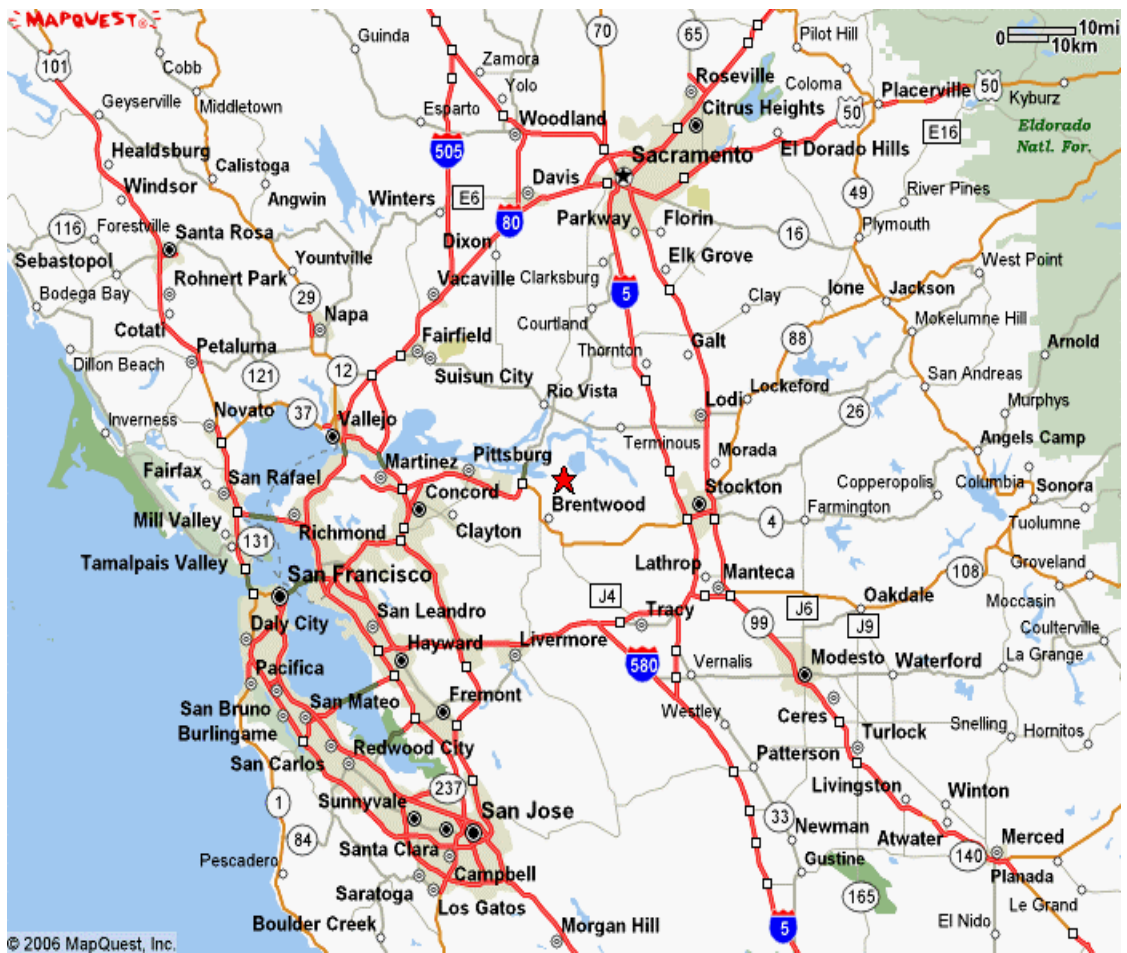 MAPQUEST
0 10mi
10km
70
65
Pilot Hill
Guinda
101
Cobb
Zamora
Roseville
Coloma
Placerville
50
Kyburz
Geyserville
Middletown
Yolo
Esparto
Woodland
Citrus Heights
50
E16
Eldorado
Natl. For.
505
Healdsburg
Calistoga
Sacramento
El Dorado Hills
Windsor
Angwin
Winters
E6
Davis
80
49
River Pines
116
Forestville
Santa Rosa
Dixon
Parkway
Florin
16
Plymouth
Sebastopol
Rohnert Park
Yountville
Vacaville
Clarksburg
Elk Grove
West Point
Bodega Bay
29
5
Clay
Ione
Jackson
Cotati
Napa
Courtland
Mokelumne Hill
Petaluma
Fairfield
Galt
88
Dillon Beach
121
12
Suisun City
Thornton
Arnold
Rio Vista
Lockeford
San Andreas
Inverness
Novato
37
Vallejo
Lodi
26
Murphys
Terminous
Fairfax
San Rafael
Martinez
Pittsburg
Morada
Angels Camp
Concord
Stockton
Copperopolis
Columbia
Sonora
Mill Valley
Richmond
Clayton
Brentwood
4
Farmington
Tuolumne
131
Tamalpais Valley
San Francisco
Lathrop
Manteca
108
Groveland
J4
J6
Oakdale
Moccasin
Daly City
San Leandro
Tracy
99
J9
Coulterville
Hayward
Livermore
580
Vernalis
Modesto
Waterford
La Grange
Pacifica
San Mateo
Fremont
San Bruno
Westley
Ceres
Snelling
Hornitos
Burlingame
Redwood City
Turlock
San Carlos
Patterson
237
Livingston
Winton
1
Sunnyvale
San Jose
33
84
Newman
Atwater
Merced
Santa Clara
140
Pescadero
Gustine
Planada
Campbell
Saratoga
Los Gatos
165
Le Grand
Boulder Creek
Morgan Hill
5
El Nido
© 2006 MapQuest, Inc.